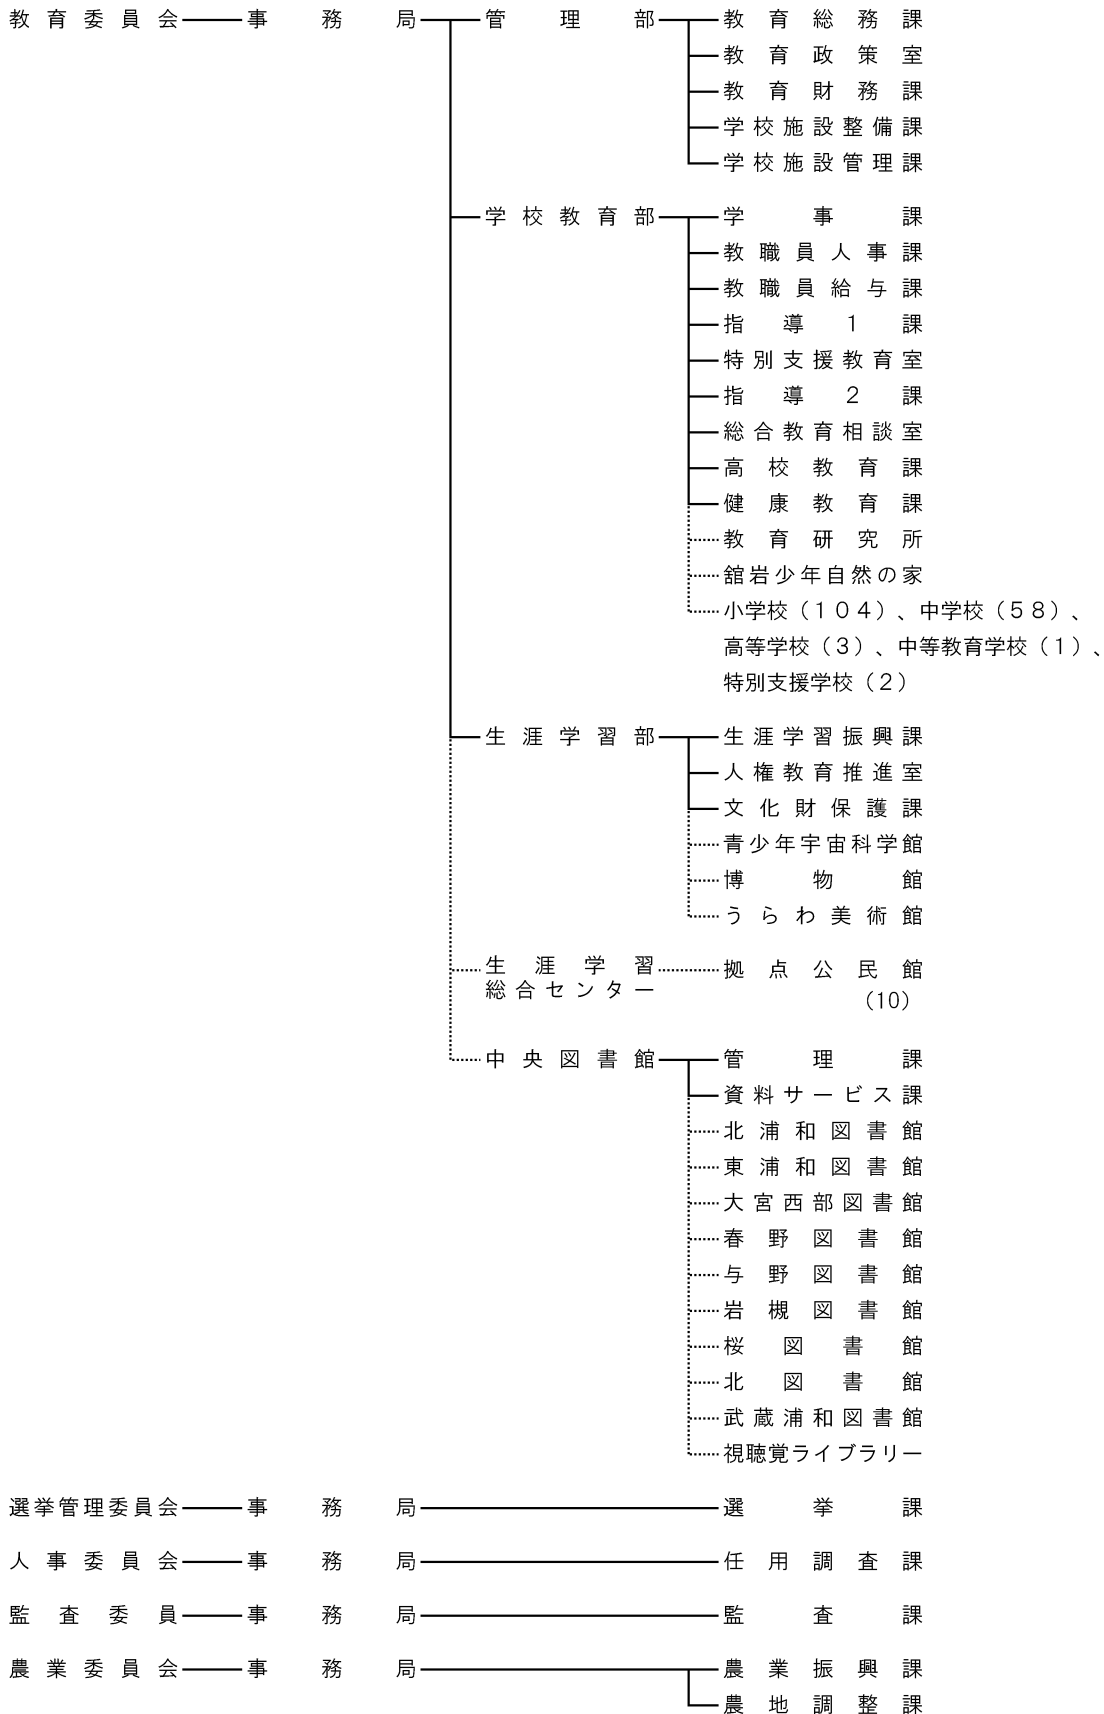 教育委員会 事務局 管理部 教育総務課
教育政策室
教育財務課
学校施設整備課
学校施設管理課
学校教育部 学事課
教職員人事課
教職員給与課
指導１課
特別支援教育室
指導２課
総合教育相談室
高校教育課
健康教育課
教育研究所
舘岩少年自然の家
小学校（１０４）、中学校（５８）、
高等学校（３）、中等教育学校（１）、
特別支援学校（２）
生涯学習部 生涯学習振興課
人権教育推進室
文化財保護課
青少年宇宙科学館
博物館
うらわ美術館
生涯学習 拠点公民館
総合センター (10)
中央図書館 管理課
資料サービス課
北浦和図書館
東浦和図書館
大宮西部図書館
春野図書館
与野図書館
岩槻図書館
桜図書館
北図書館
武蔵浦和図書館
視聴覚ライブラリー
選挙管理委員会 事務局 選挙課
人事委員会 事務局 任用調査課
監査委員 事務局 監査課
農業委員会 事務局 農業振興課
農地調整課